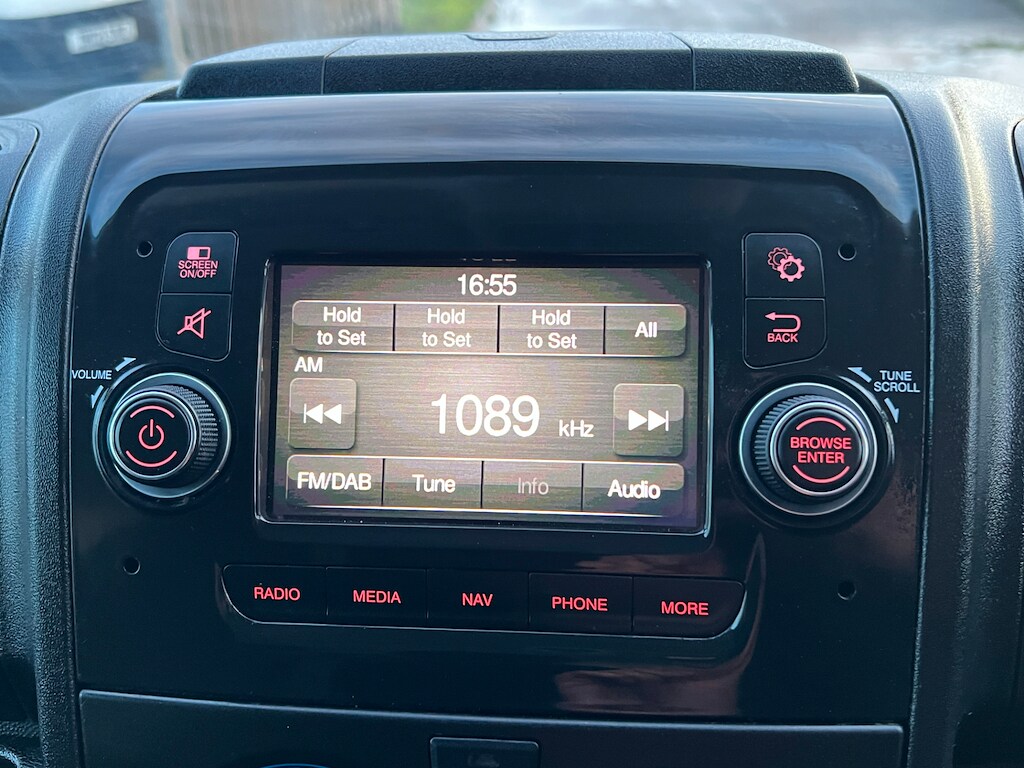 SCREEN
ON/OFF
VOLUME
16:55
Hold
to Set
Hold
to Set
Hold
to Set
All
AM
1089 kHz
FM/DAB Tune Info Audio
BACK
TUNE
SCROLL
BROWSE
ENTER
RADIO MEDIA NAV PHONE MORE